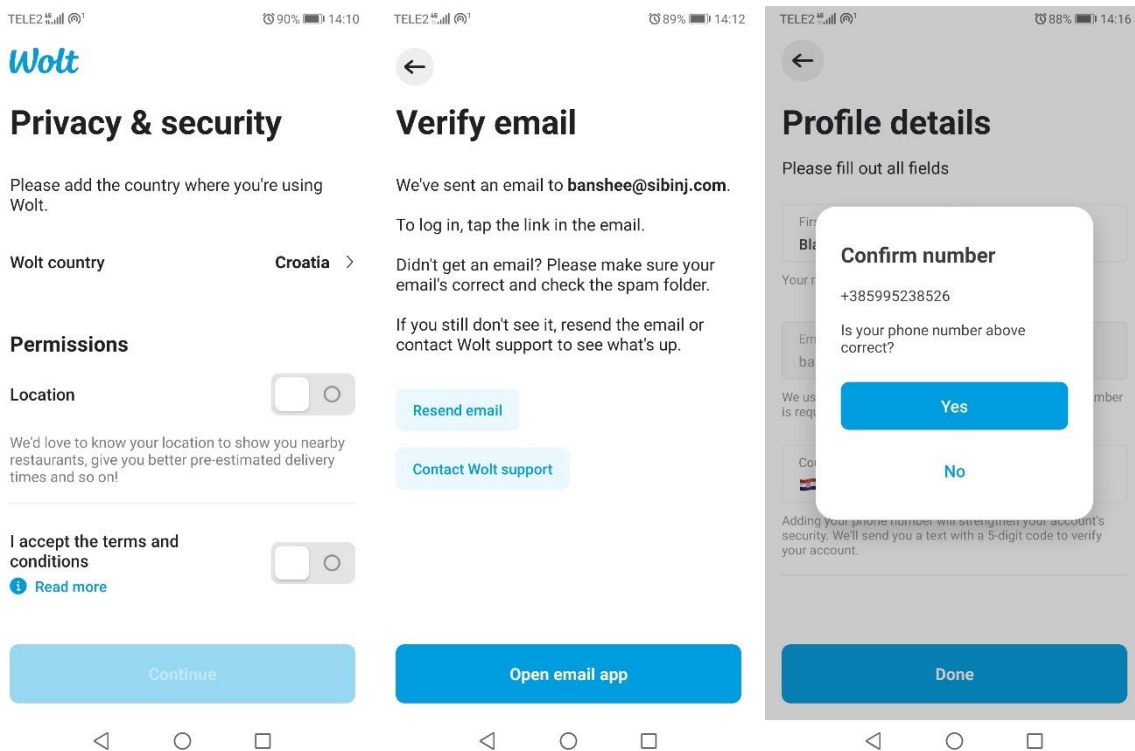 TELE2 90% 14:10
Wolt
Privacy & security
Please add the country where you're using
Wolt.
Wolt country Croatia
Permissions
Location
We'd love to know your location to show you nearby
restaurants, give you better pre-estimated delivery
times and so on!
I accept the terms and
conditions
Read more
Continue
TELE2 89% 14:12
Verify email
We've sent an email to banshee@sibinj.com.
To log in, tap the link in the email.
Didn't get an email? Please make sure your
email's correct and check the spam folder.
If you still don't see it, resend the email or
contact Wolt support to see what's up.
Resend email
Contact Wolt support
Open email app
TELE2 88% 14:16
Profile details
Please fill out all fields
Confirm number
+385995238526
Is your phone number above
correct?
Yes
No
Adding your phone number will strengthen your account's
security. We'll send you a text with a 5-digit code to verify
your account.
Done